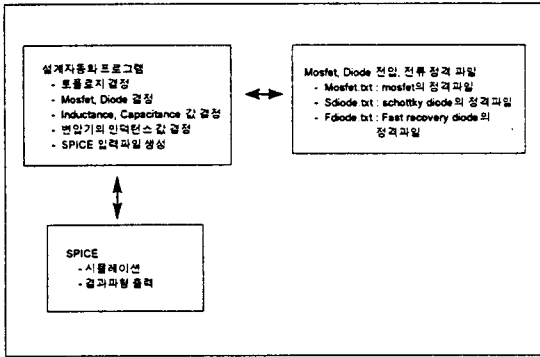 설계자동화 프로그램
- 토폴로지 결정
- Mosfet, Diode 결정
- Inductance, Capacitance 값 결정
- 변압기의 인덕턴스 값 결정
- SPICE 입력파일 생성
Mosfet, Diode 전압, 전류 정격 파일
- Mosfet.txt : mosfet의 정격파일
- Sdiode.txt : schottky diode의 정격파일
- Fdiode.txt : Fast recovery diode의
정격파일
SPICE
- 시뮬레이션
- 결과파형 출력